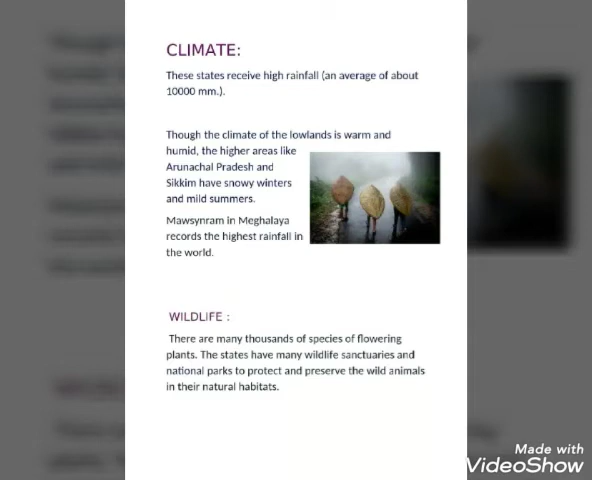 CLIMATE:
These states receive high rainfall (an average of about
10000 mm.).
Though the climate of the lowlands is warm and
humid, the higher areas like
Arunachal Pradesh and
Sikkim have snowy winters
and mild summers.
Mawsynram in Meghalaya
records the highest rainfall in
the world.
WILDLIFE :
There are many thousands of species of flowering
plants. The states have many wildlife sanctuaries and
national parks to protect and preserve the wild animals
in their natural habitats.
Made with
VideoShow